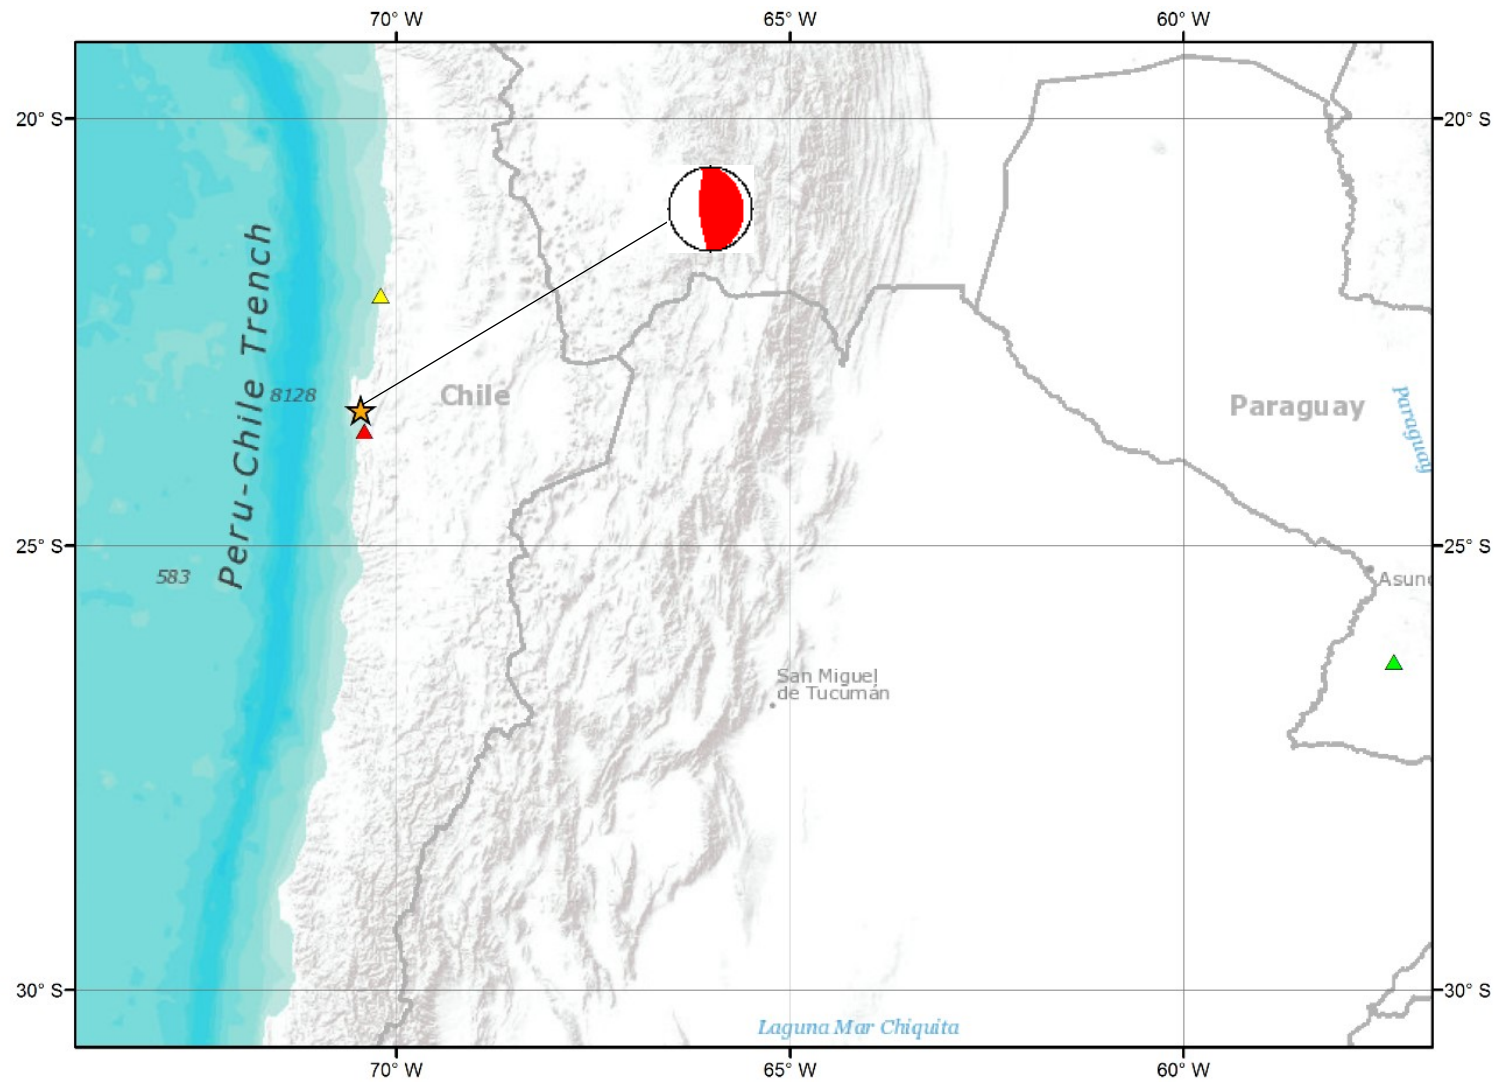 70° W 65° W 60° W
20° S 20° S
Peru-Chile Trench
8128
Chile
Paraguay
Paraguay
25° S 25° S
583
Asun
San Miguel
de Tucumán
30° S 30° S
Laguna Mar Chiquita
70° W 65° W 60° W